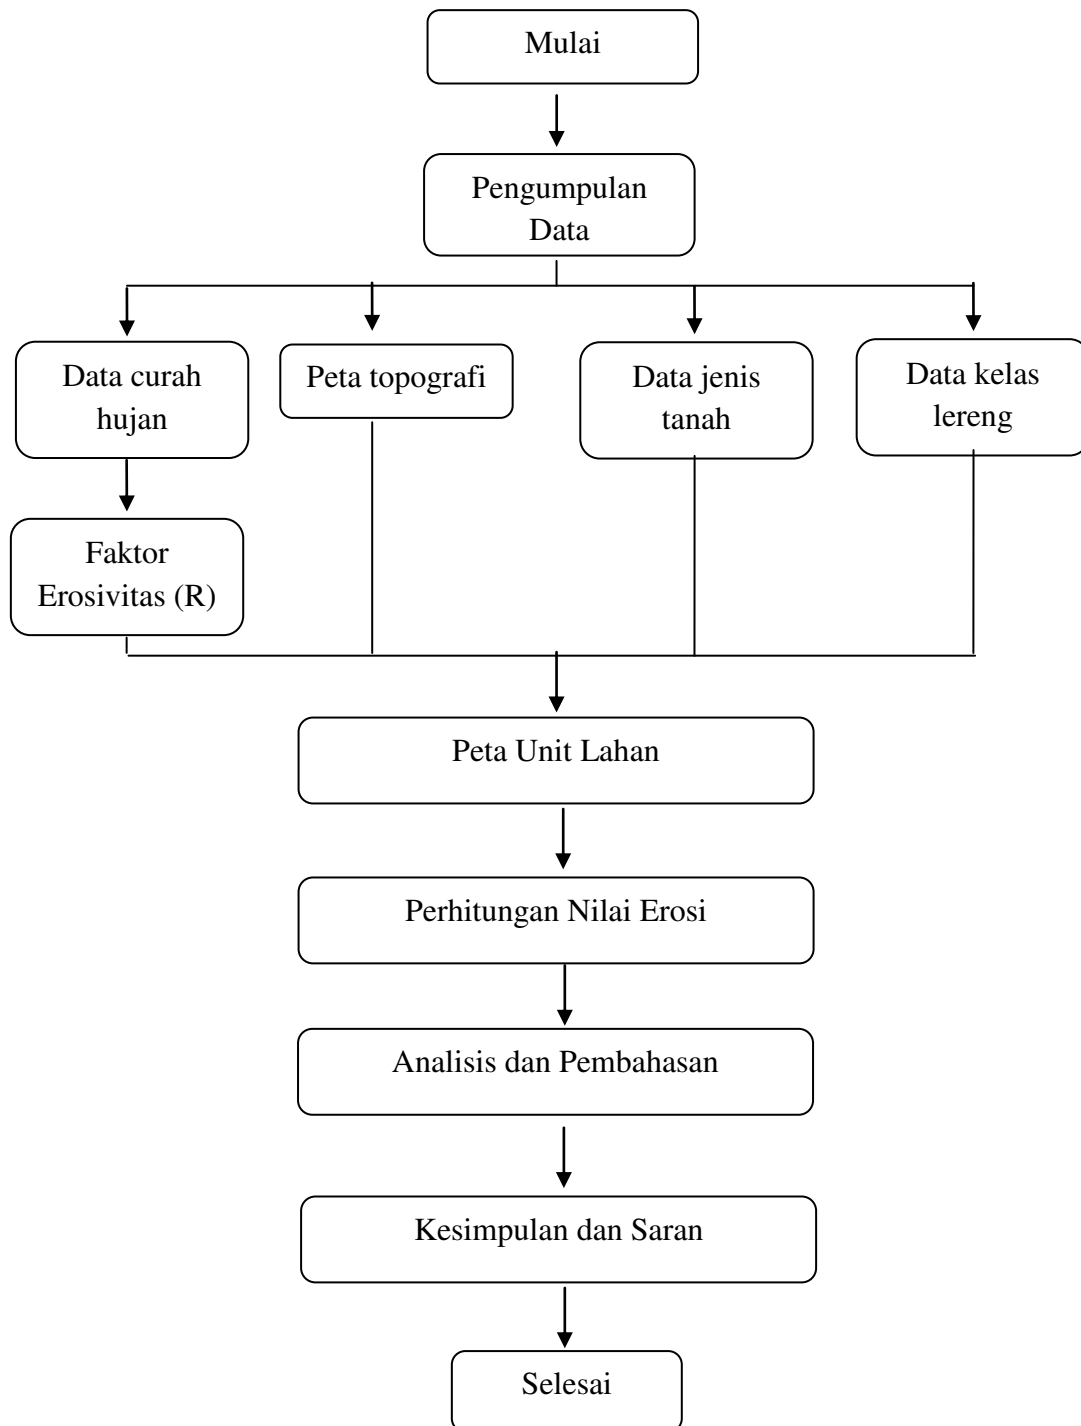 Mulai
Pengumpulan
Data
Data curah
hujan
Peta topografi
Data jenis
tanah
Data kelas
lereng
Faktor
Erosivitas (R)
Peta Unit Lahan
Perhitungan Nilai Erosi
Analisis dan Pembahasan
Kesimpulan dan Saran
Selesai